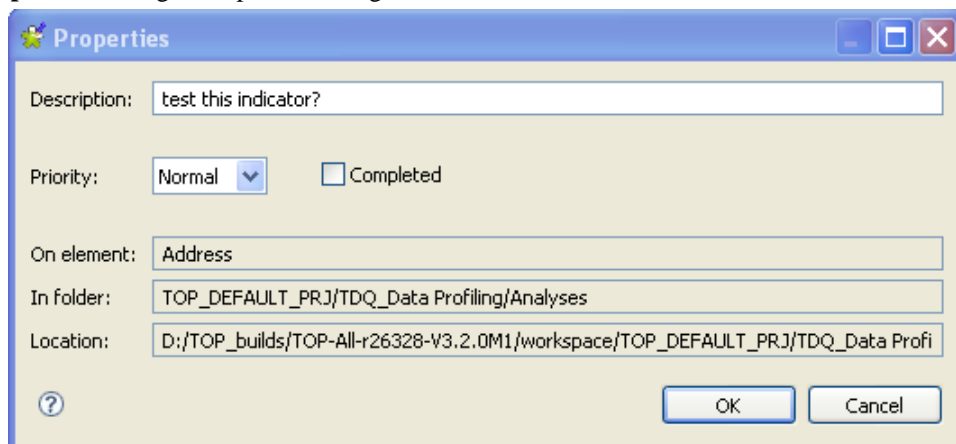 Properties
Description: test this indicator?
Priority: Normal Completed
On element: Address
In folder: TOP_DEFAULT_PRJ/TDQ_Data Profiling/Analyses
Location: D:/TOP_builds/TOP-All-r26328-V3.2.0M1/workspace/TOP_DEFAULT_PRJ/TDQ_Data Profi
? OK Cancel